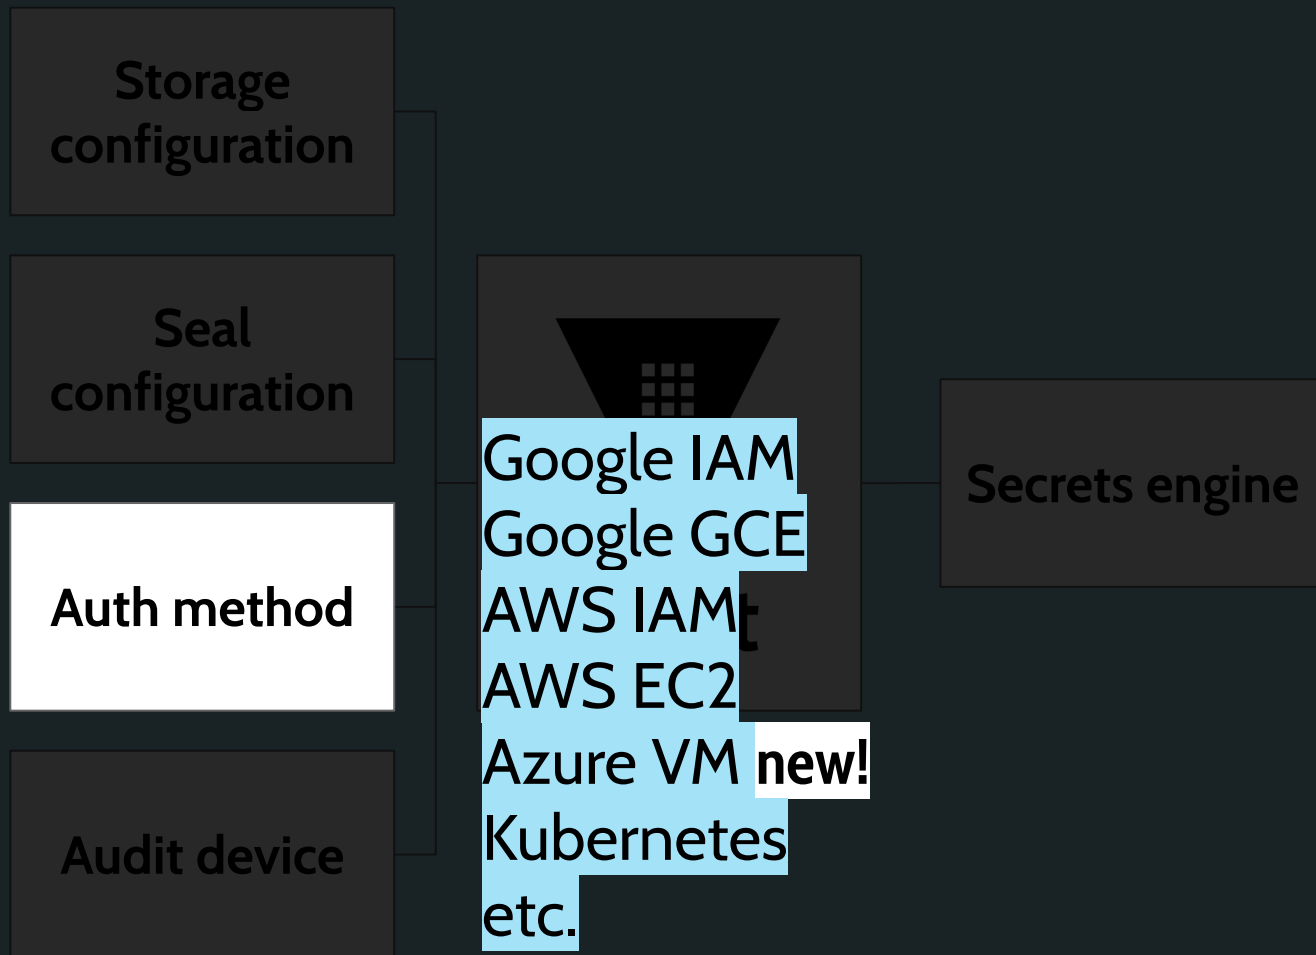 Storage
configuration
Seal
configuration
Auth method
Audit device
Google IAM
Google GCE
AWS IAM
AWS EC2
Azure VM new!
Kubernetes
etc.
Secrets engine